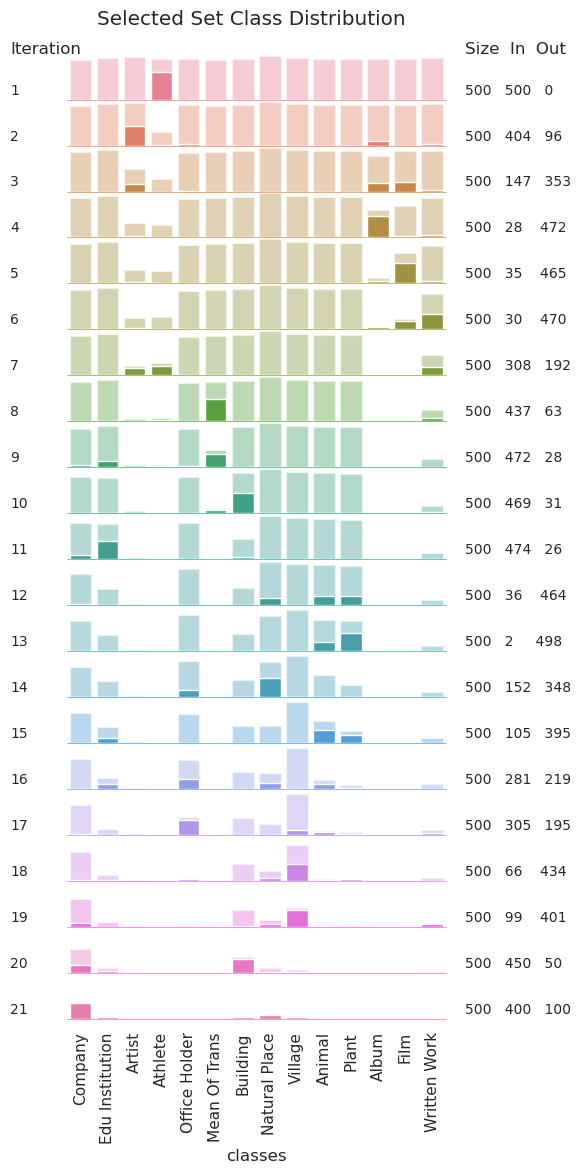 Selected Set Class Distribution
Iteration Size In Out
1 500 500 0
2 500 404 96
3 500 147 353
4 500 28 472
5 500 35 465
6 500 30 470
7 500 308 192
8 500 437 63
9 500 472 28
10 500 469 31
11 500 474 26
12 500 36 464
13 500 2 498
14 500 152 348
15 500 105 395
16 500 281 219
17 500 305 195
18 500 66 434
19 500 99 401
20 500 450 50
21 500 400 100
Company
Edu Institution
Artist
Athlete
Office Holder
Mean Of Trans
Building
Natural Place
Village
Animal
Plant
Album
Film
Written Work
classes